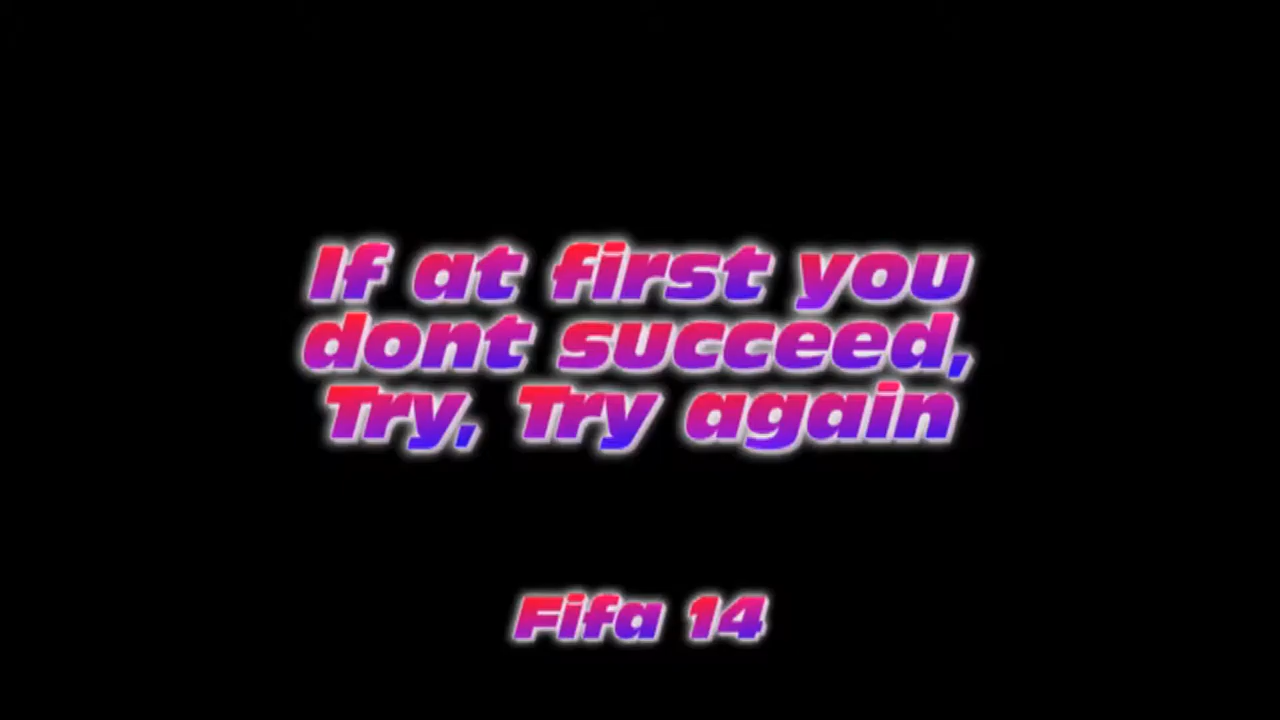 If at first you
dont succeed,
Try, Try again
Fifa 14